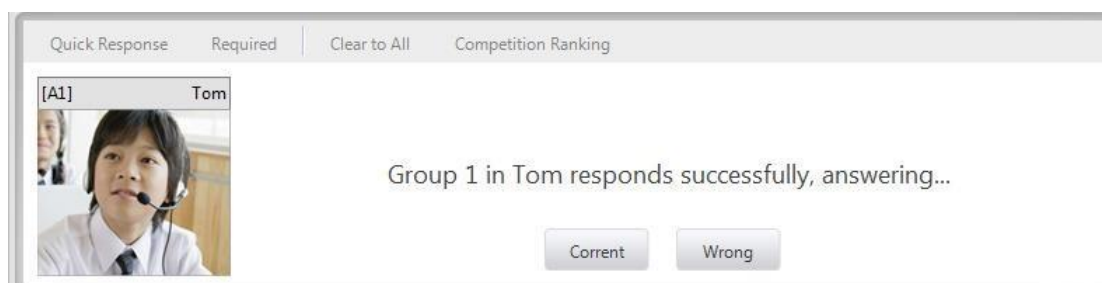 Quick Response Required Clear to All Competition Ranking
[A1] Tom
Group 1 in Tom responds successfully, answering...
Corrent Wrong